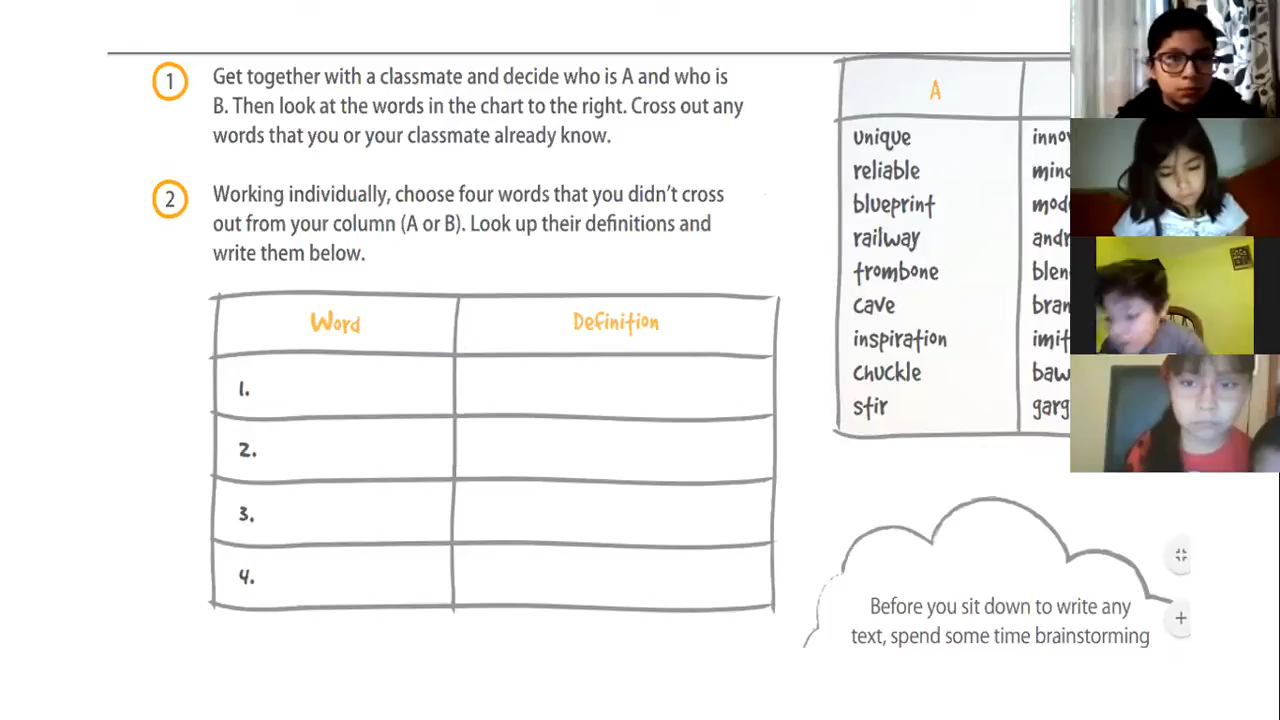 1
Get together with a classmate and decide who is A and who is
B. Then look at the words in the chart to the right. Cross out any
words that you or your classmate already know.
2
Working individually, choose four words that you didn't cross
out from your column (A or B). Look up their definitions and
write them below.
Word Definition
1.
2.
3.
4.
A
unique
reliable
blueprint
railway
trombone
cave
inspiration
chuckle
stir
Before you sit down to write any
text, spend some time brainstorming